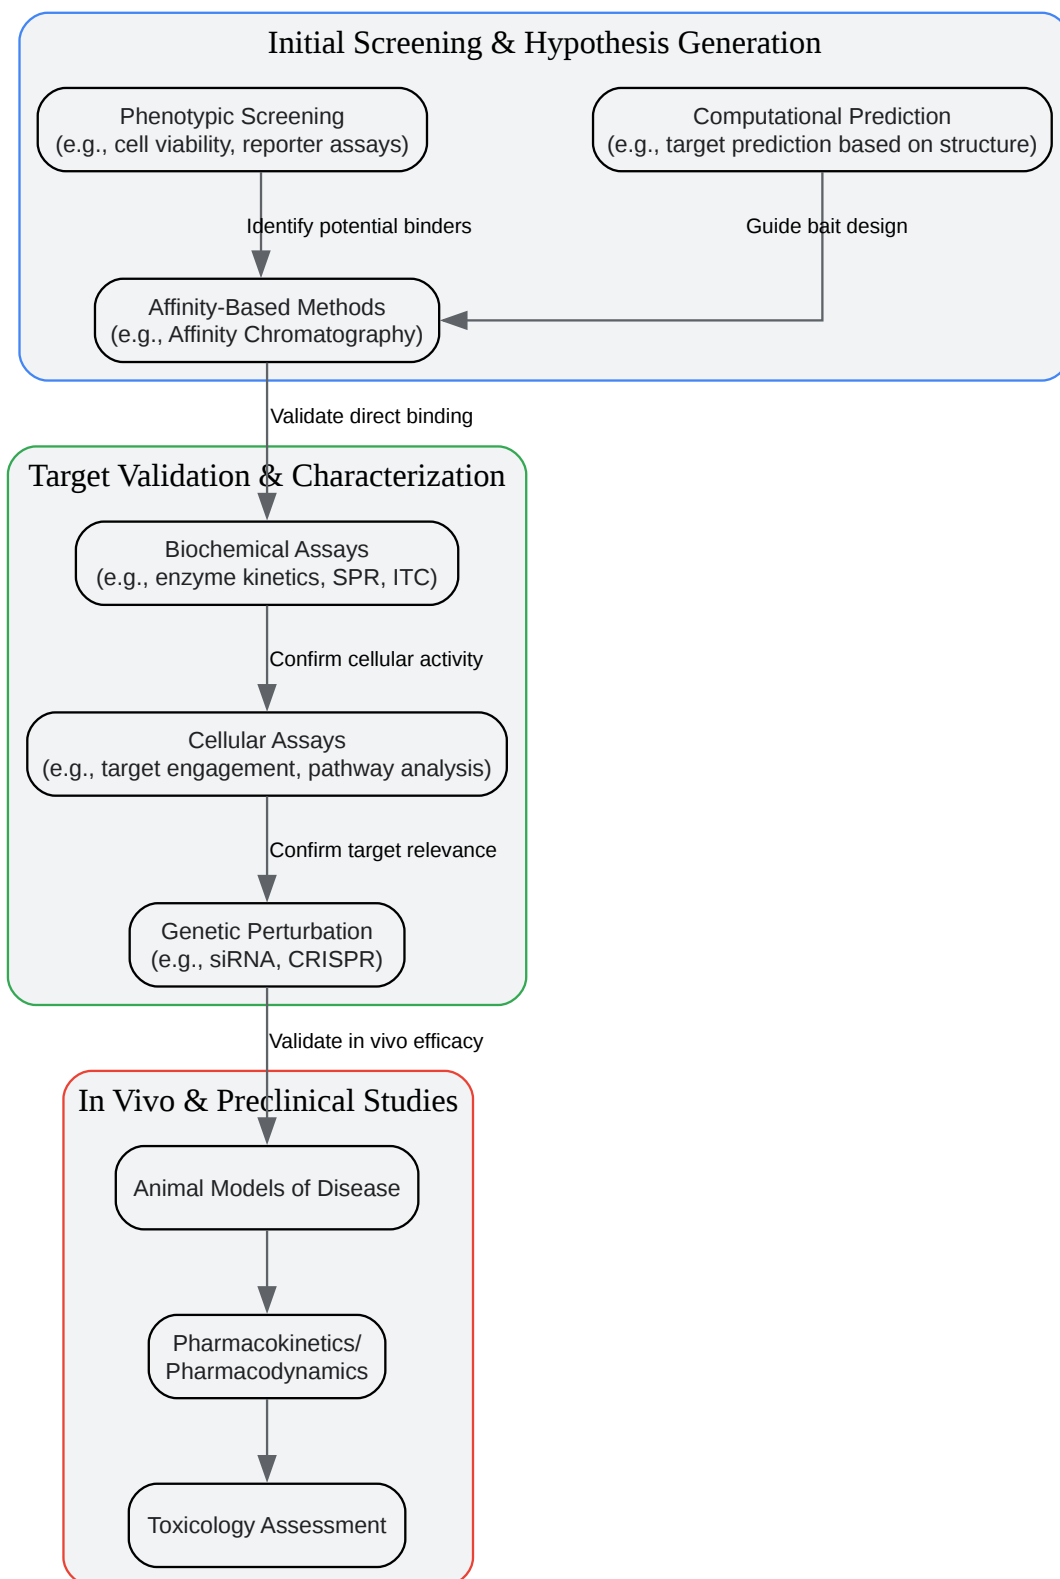 Initial Screening & Hypothesis Generation
Phenotypic Screening
(e.g., cell viability, reporter assays)
Computational Prediction
(e.g., target prediction based on structure)
Identify potential binders
Guide bait design
Affinity-Based Methods
(e.g., Affinity Chromatography)
Validate direct binding
Target Validation & Characterization
Biochemical Assays
(e.g., enzyme kinetics, SPR, ITC)
Confirm cellular activity
Cellular Assays
(e.g., target engagement, pathway analysis)
Confirm target relevance
Genetic Perturbation
(e.g., siRNA, CRISPR)
Validate in vivo efficacy
In Vivo & Preclinical Studies
Animal Models of Disease
Pharmacokinetics/
Pharmacodynamics
Toxicology Assessment